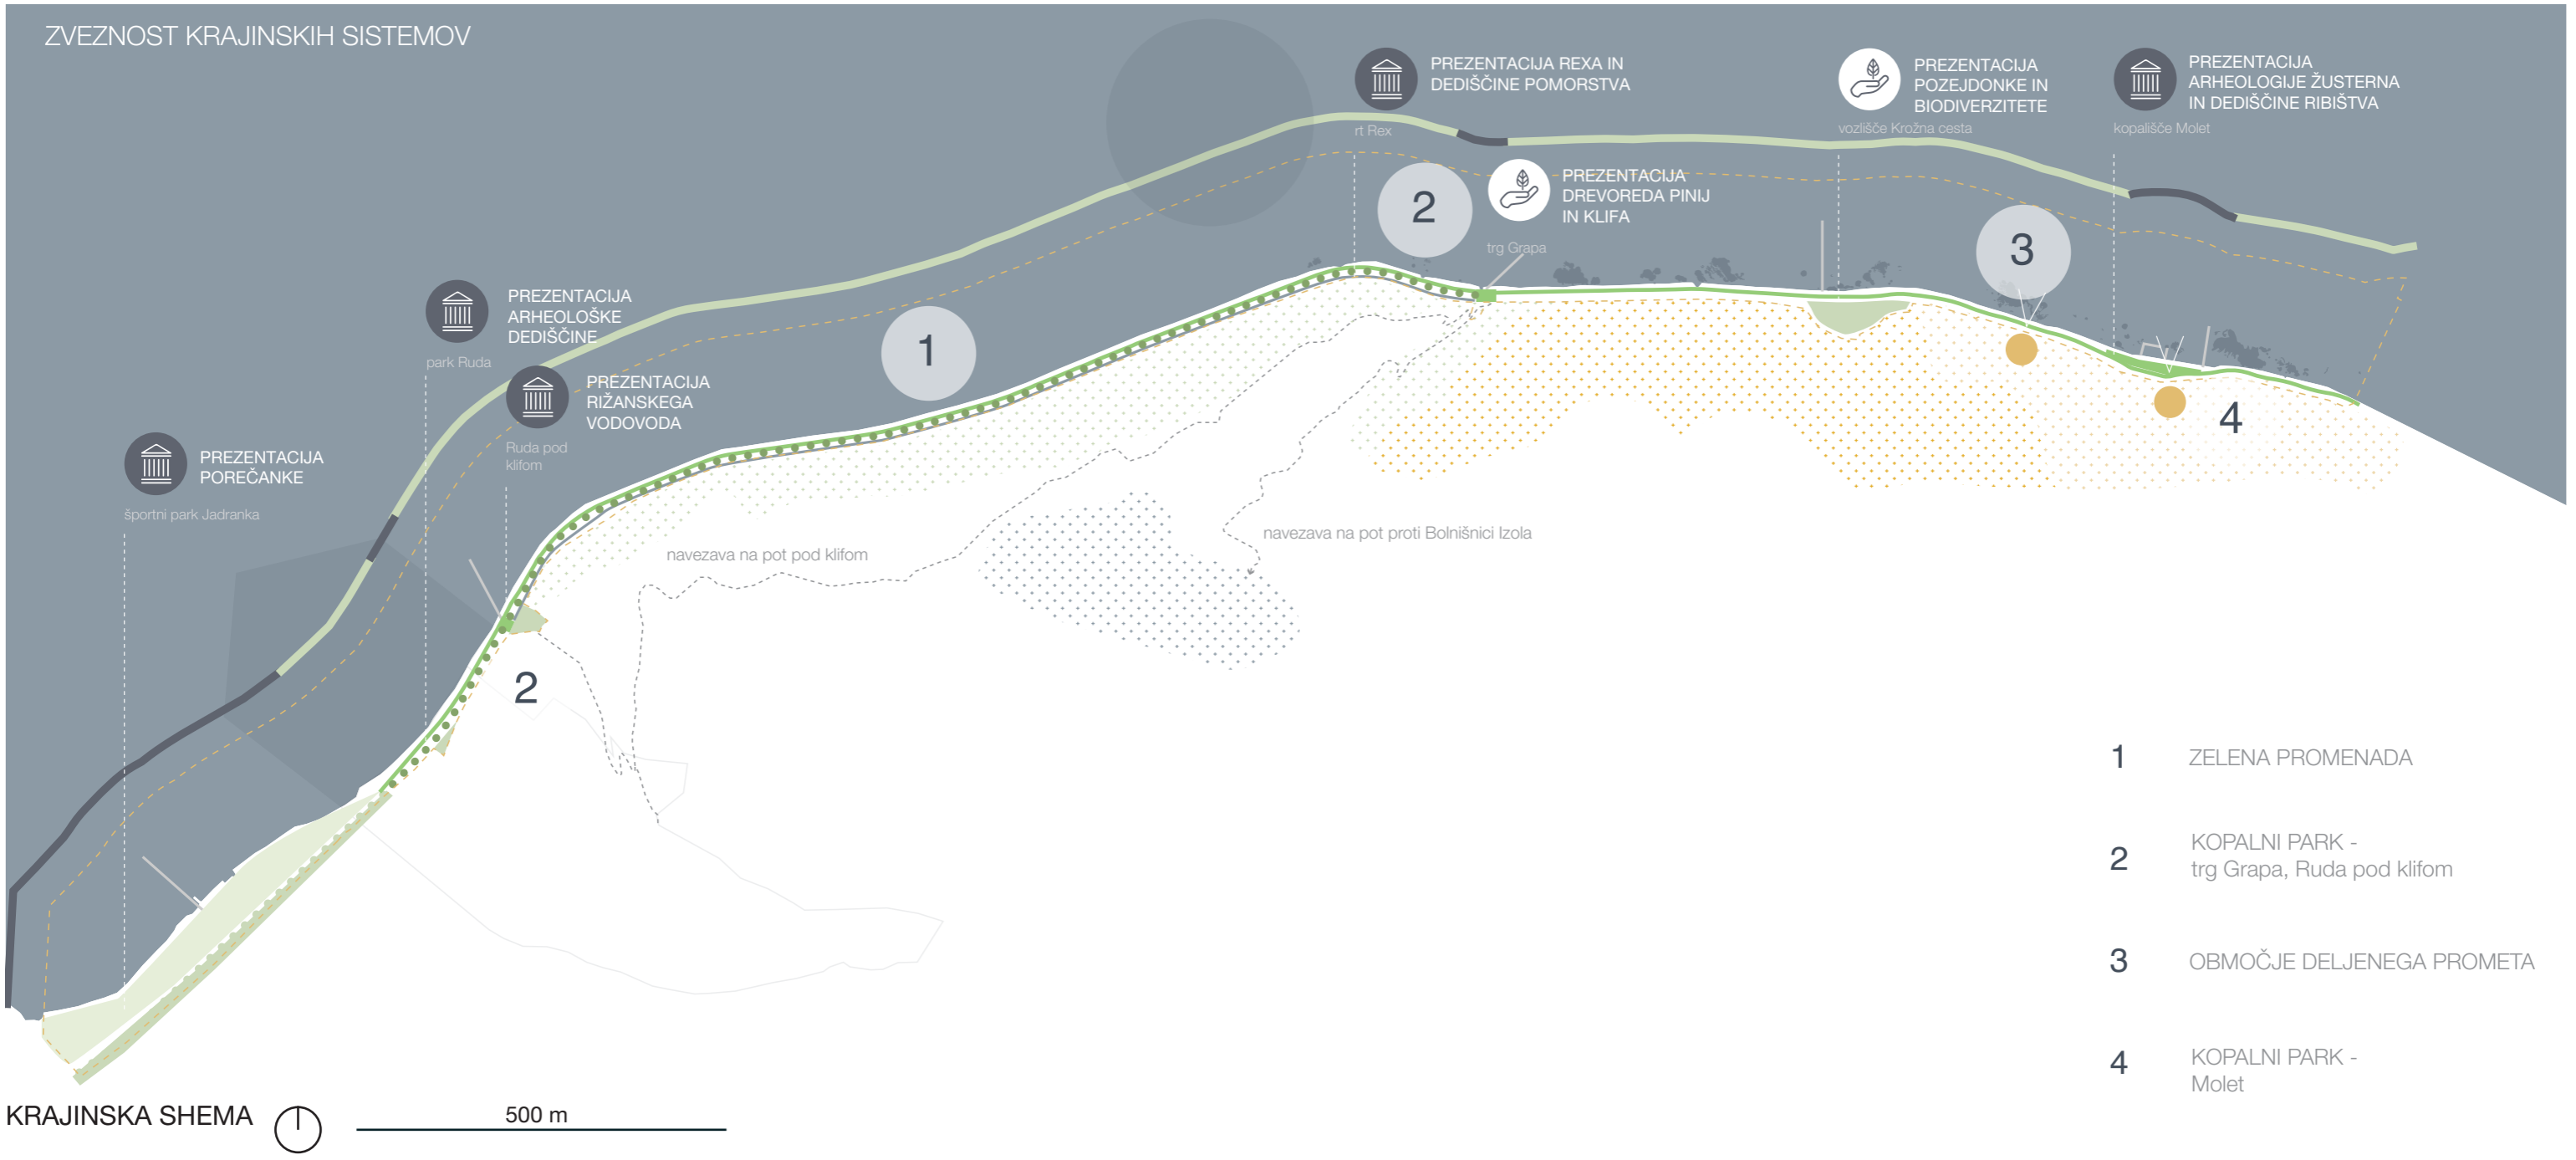 ZVEZNOST KRAJINSKIH SISTEMOV
PREZENTACIJA REXA IN
DEDIŠČINE POMORSTVA
rt Rex
PREZENTACIJA
POZEJDONKE IN
BIODIVERZITETE
vozlišče Krožna cesta
PREZENTACIJA
ARHEOLOGIJE ŽUSTERNA
IN DEDIŠČINE RIBIŠTVA
kopališče Molet
2
PREZENTACIJA
DREVOREDA PINIJ
IN KLIFA
trg Grapa
3
PREZENTACIJA
ARHEOLOŠKE
DEDIŠČINE
park Ruda
1
PREZENTACIJA
RIŽANSKEGA
VODOVODA
Ruda pod
klifom
4
PREZENTACIJA
POREČANKE
športni park Jadranka
navezava na pot pod klifom
navezava na pot proti Bolnišnici Izola
2
1 ZELENA PROMENADA
2 KOPALNI PARK -
trg Grapa, Ruda pod klifom
3 OBMOČJE DELJENEGA PROMETA
4 KOPALNI PARK -
Molet
KRAJINSKA SHEMA
500 m